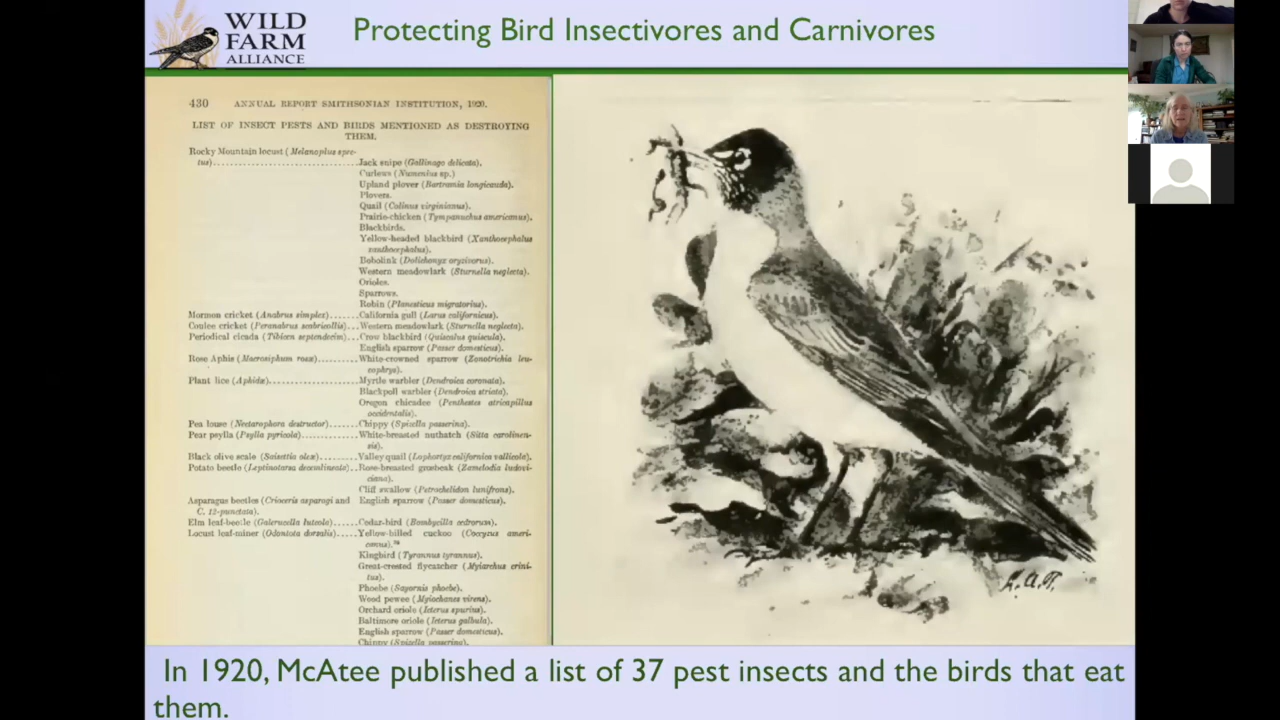 WILD
FARM
ALLIANCE
Protecting Bird Insectivores and Carnivores
430 ANNUAL REPORT SMITHSONIAN INSTITUTION, 1920.
LIST OF INSECT PESTS AND BIRDS MENTIONED AS DESTROYING
THEM.
Rocky Mountain locust (Melanoplus spre-
tus)....................Jack snipe (Gallinago delicata).
Curlews (Numenius sp.)
Upland plover (Bartramia longicauda).
Plovers.
Quail (Colinus virginianus).
Prairie-chicken (Tympanuchus americanus).
Blackbirds.
Yellow-headed blackbird (Xanthocephalus
xanthocephalus).
Bobolink (Dolichonyx oryzivorus).
Western meadowlark (Sturnella neglecta).
Orioles.
Sparrows.
Robin (Planesticus migratorius).
Mormon cricket (Anabrus simplex)......California gull (Larus californicus).
Coulee cricket (Peranabrus scabricollis)...Western meadowlark (Sturnella neglecta).
Periodical cicada (Tibicen septendecim)...Crow blackbird (Quiscalus quiscula).
English sparrow (Passer domesticus).
Rose Aphis (Macrosiphum rosæ).........White-crowned sparrow (Zonotrichia leu-
cophrys).
Plant lice (Aphidæ)...................Myrtle warbler (Dendroica coronata).
Blackpoll warbler (Dendroica striata).
Oregon chicadee (Penthestes atricapillus
occidentalis).
Pea louse (Nectarophora destructor)......Chippy (Spizella passerina).
Pear psylla (Psylla pyricola)............White-breasted nuthatch (Sitta carolinen-
sis).
Black olive scale (Saissetia oleæ)........Valley quail (Lophortyx californica vallicola).
Potato beetle (Leptinotarsa decemlineata)..Rose-breasted grosbeak (Zamelodia ludovi-
ciana).
Cliff swallow (Petrochelidon lunifrons).
Asparagus beetles (Crioceris asparagi and English sparrow (Passer domesticus).
C. 12-punctata).
Elm leaf-beetle (Galerucella luteola).....Cedar-bird (Bombycilla cedrorum).
Locust leaf-miner (Odontota dorsalis).....Yellow-billed cuckoo (Coccyzus ameri-
canus).
Kingbird (Tyrannus tyrannus).
Great-crested flycatcher (Myiarchus crini-
tus).
Phoebe (Sayornis phoebe).
Wood pewee (Myiochanes virens).
Orchard oriole (Icterus spurius).
Baltimore oriole (Icterus galbula).
English sparrow (Passer domesticus).
Chippy (Spizella passerina).
In 1920, McAtee published a list of 37 pest insects and the birds that eat
them.